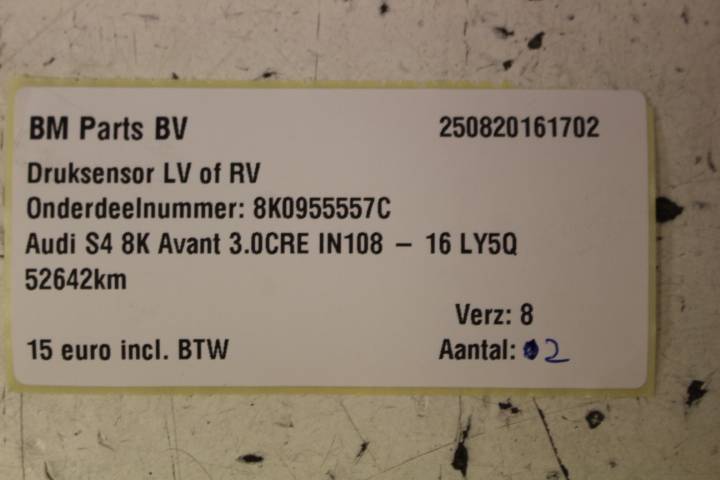 BM Parts BV 250820161702
Druksensor LV of RV
Onderdeelnummer: 8K0955557C
Audi S4 8K Avant 3.0CRE IN108 – 16 LY5Q
52642km
Verz: 8
15 euro incl. BTW Aantal: 2